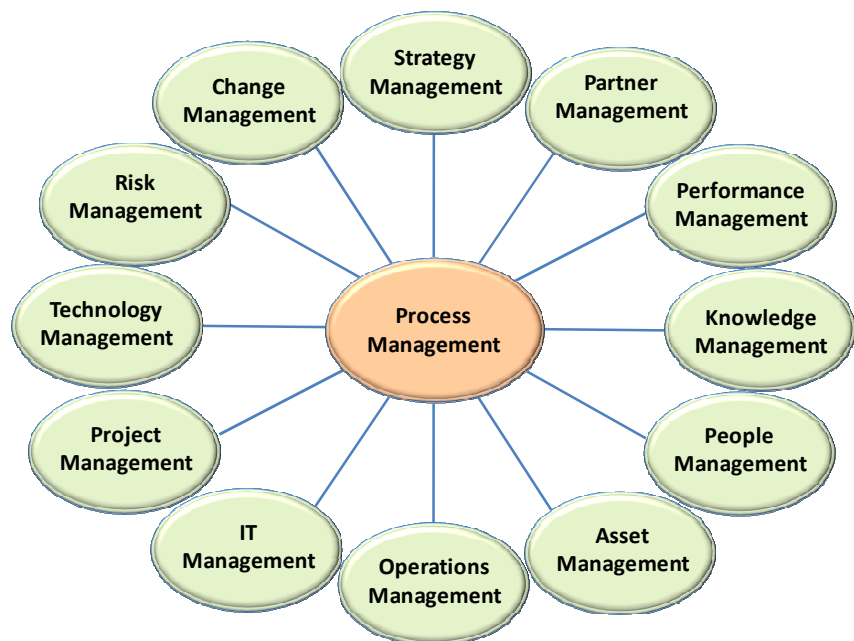 Strategy
Management
Partner
Management
Performance
Management
Knowledge
Management
People
Management
Asset
Management
Operations
Management
IT
Management
Project
Management
Technology
Management
Risk
Management
Change
Management
Process
Management